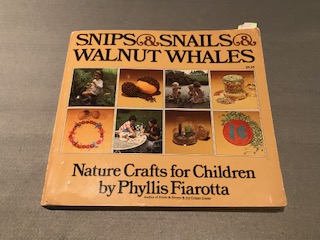 SNIPS & SNAILS &
WALNUT WHALES
Nature Crafts for Children
by Phyllis Fiarotta